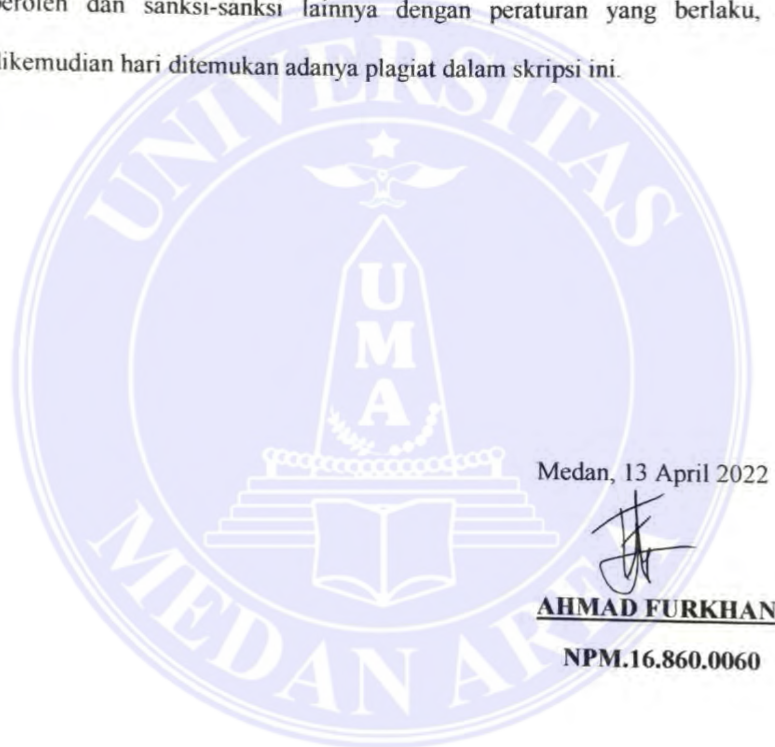 peroleh dan sanksi-sanksi lainnya dengan peraturan yang berlaku,
dikemudian hari ditemukan adanya plagiat dalam skripsi ini.
UNIVERSITAS
U
M
A
Medan, 13 April 2022
AHMAD FURKHAN
NPM.16.860.0060
MEDAN AREA